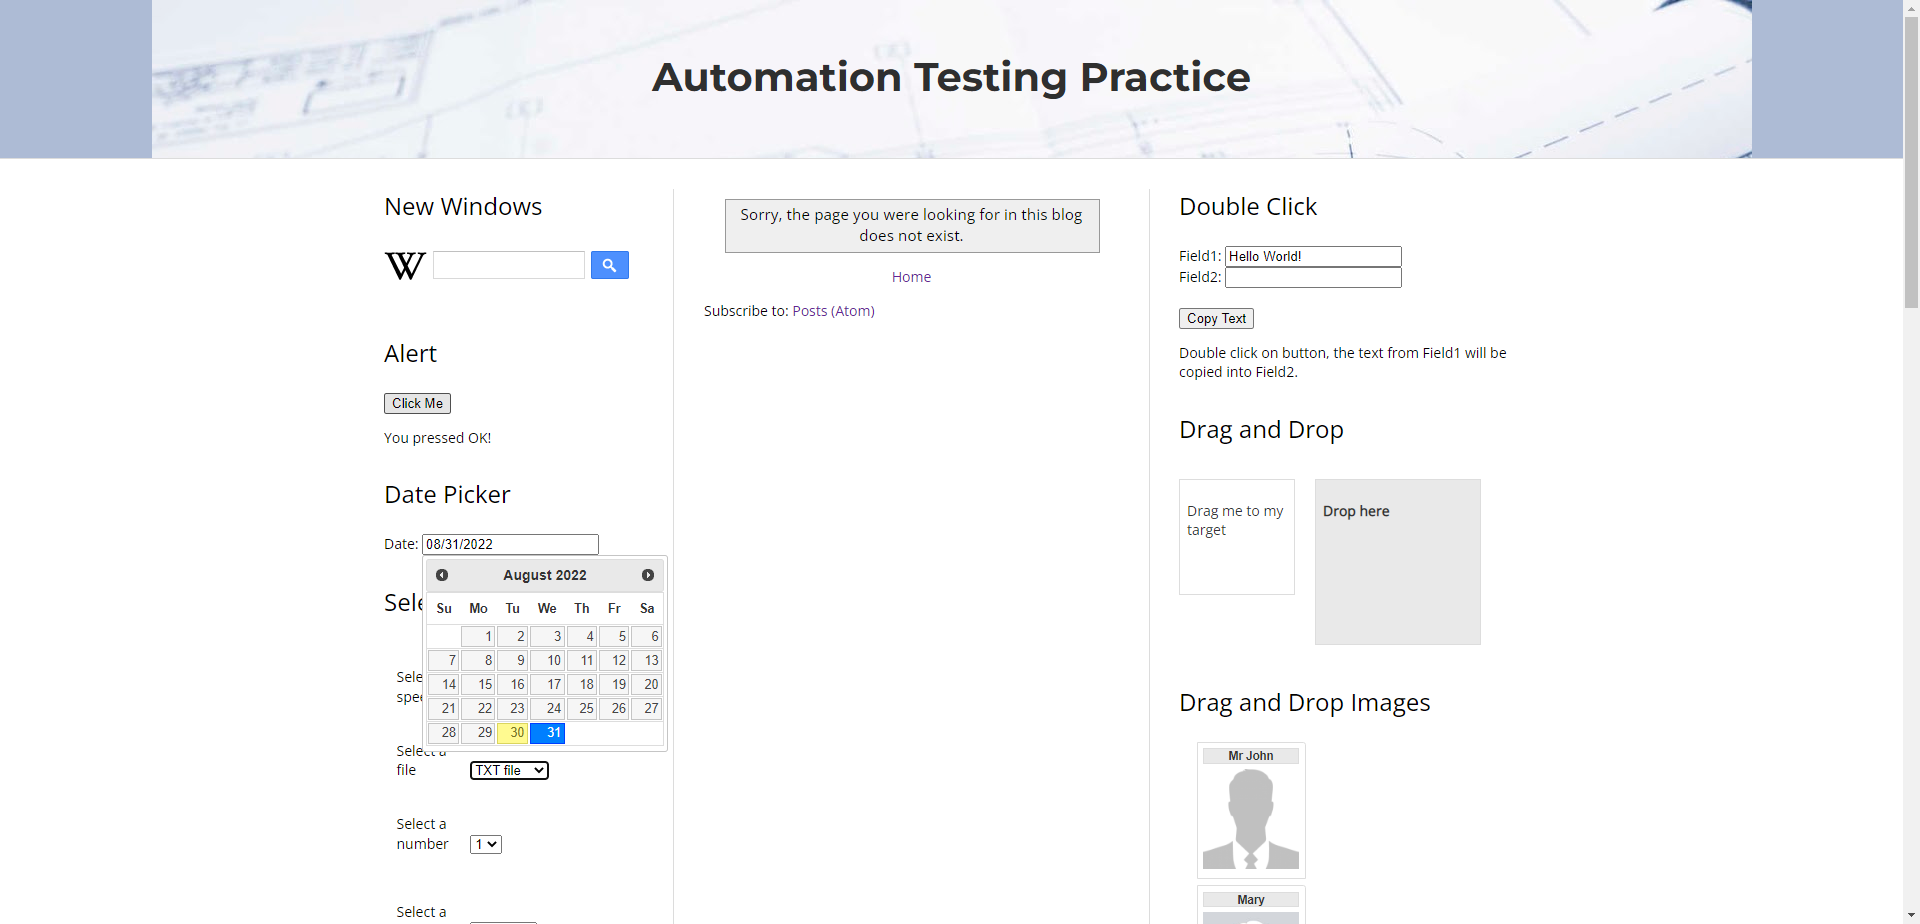 Automation Testing Practice
New Windows
W
Alert
Click Me
You pressed OK!
Date Picker
Date: 08/31/2022
August 2022
Su Mo Tu We Th Fr Sa
1 2 3 4 5 6
7 8 9 10 11 12 13
14 15 16 17 18 19 20
21 22 23 24 25 26 27
28 29 30 31
Sele
Sele
spee
Select a
file TXT file
Select a
number 1
Select a
Sorry, the page you were looking for in this blog
does not exist.
Home
Subscribe to: Posts (Atom)
Double Click
Field1: Hello World!
Field2:
Copy Text
Double click on button, the text from Field1 will be
copied into Field2.
Drag and Drop
Drag me to my
target
Drop here
Drag and Drop Images
Mr John
Mary